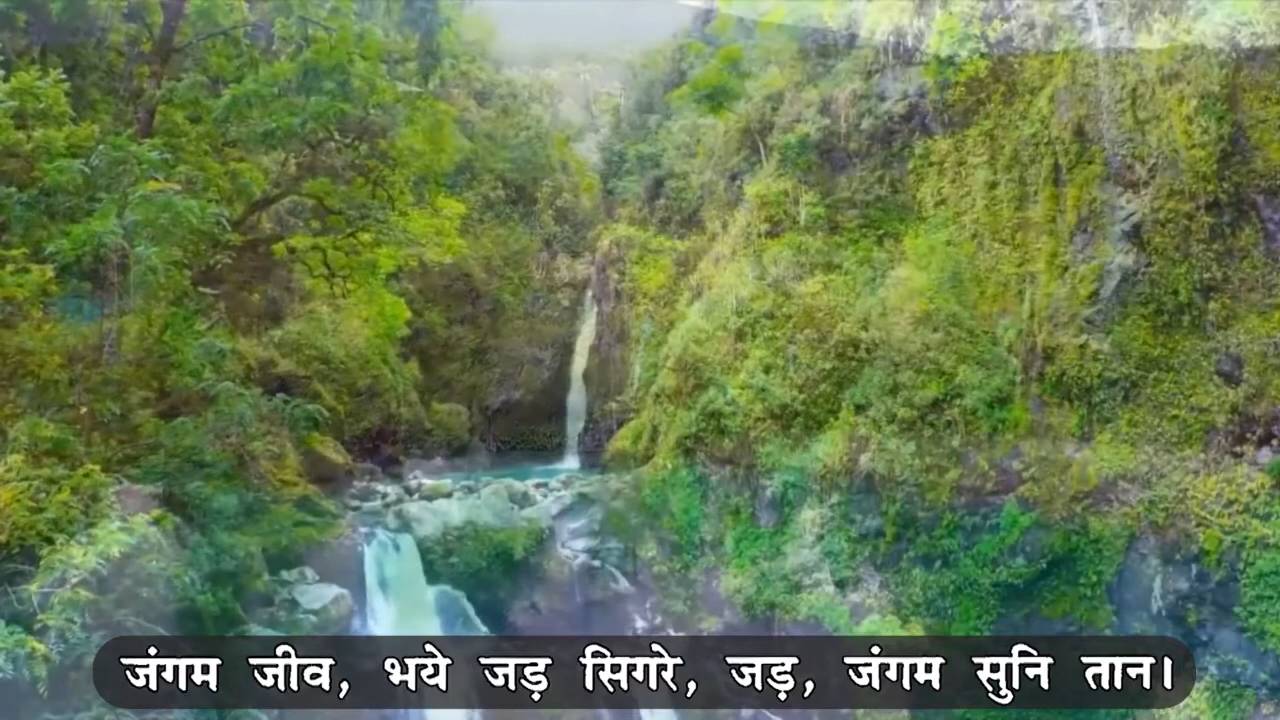 जंगम जीव, भये जड़ सिगरे, जड़, जंगम सुनि तान।